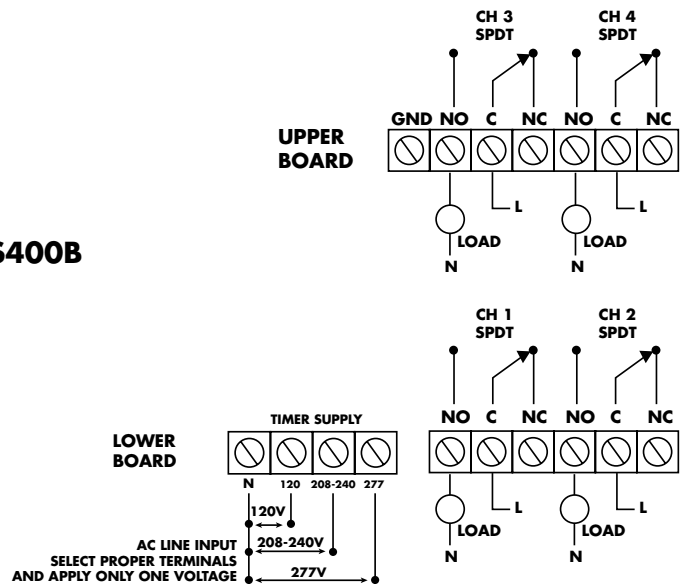 CH 3 CH 4
SPDT SPDT
GND NO C NC NO C NC
UPPER
BOARD
L L
LOAD LOAD
N N
S400B
CH 1 CH 2
SPDT SPDT
TIMER SUPPLY
NO C NC NO C NC
LOWER
BOARD
N 120 208-240 277
120V
L L
LOAD LOAD
N N
AC LINE INPUT 208-240V
SELECT PROPER TERMINALS
AND APPLY ONLY ONE VOLTAGE 277V